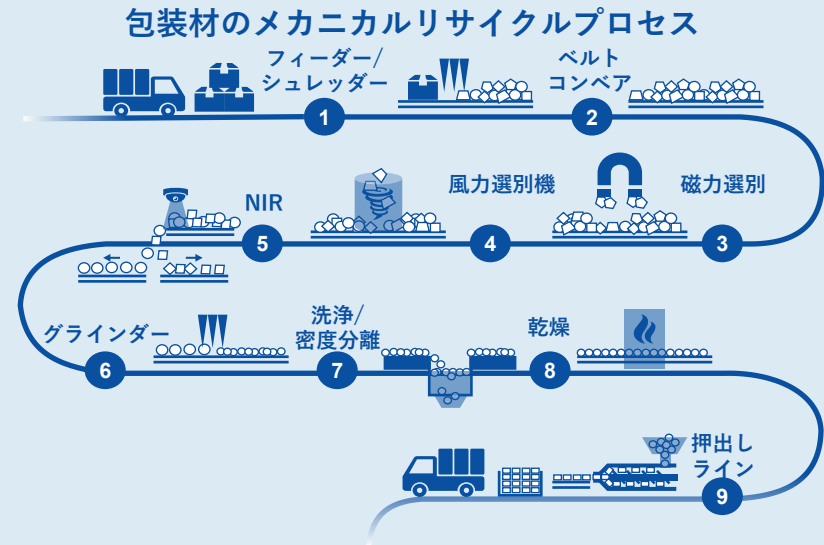 包装材のメカニカルリサイクルプロセス
フィーダー/
シュレッダー
1
ベルト
コンベア
2
磁力選別
3
風力選別機
4
NIR
5
グラインダー
6
洗浄/
密度分離
7
乾燥
8
押出し
ライン
9